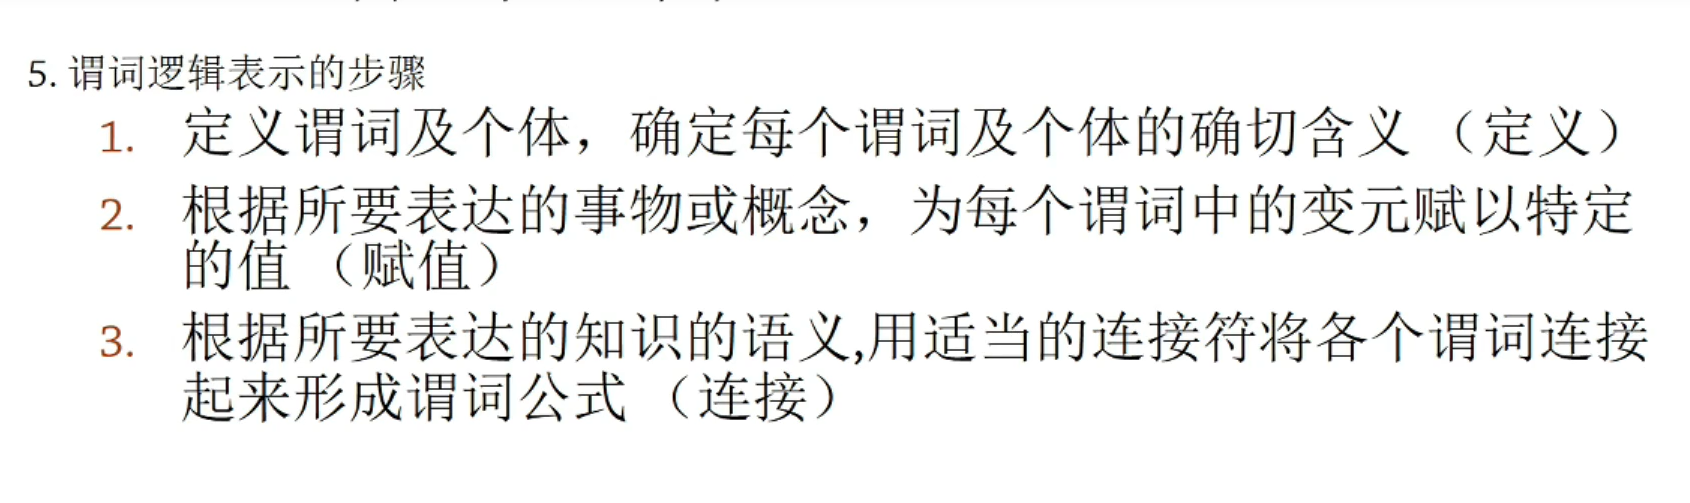 5. 谓词逻辑表示的步骤
1. 定义谓词及个体，确定每个谓词及个体的确切含义 （定义）
2. 根据所要表达的事物或概念，为每个谓词中的变元赋以特定
的值 （赋值）
3. 根据所要表达的知识的语义,用适当的连接符将各个谓词连接
起来形成谓词公式 （连接）